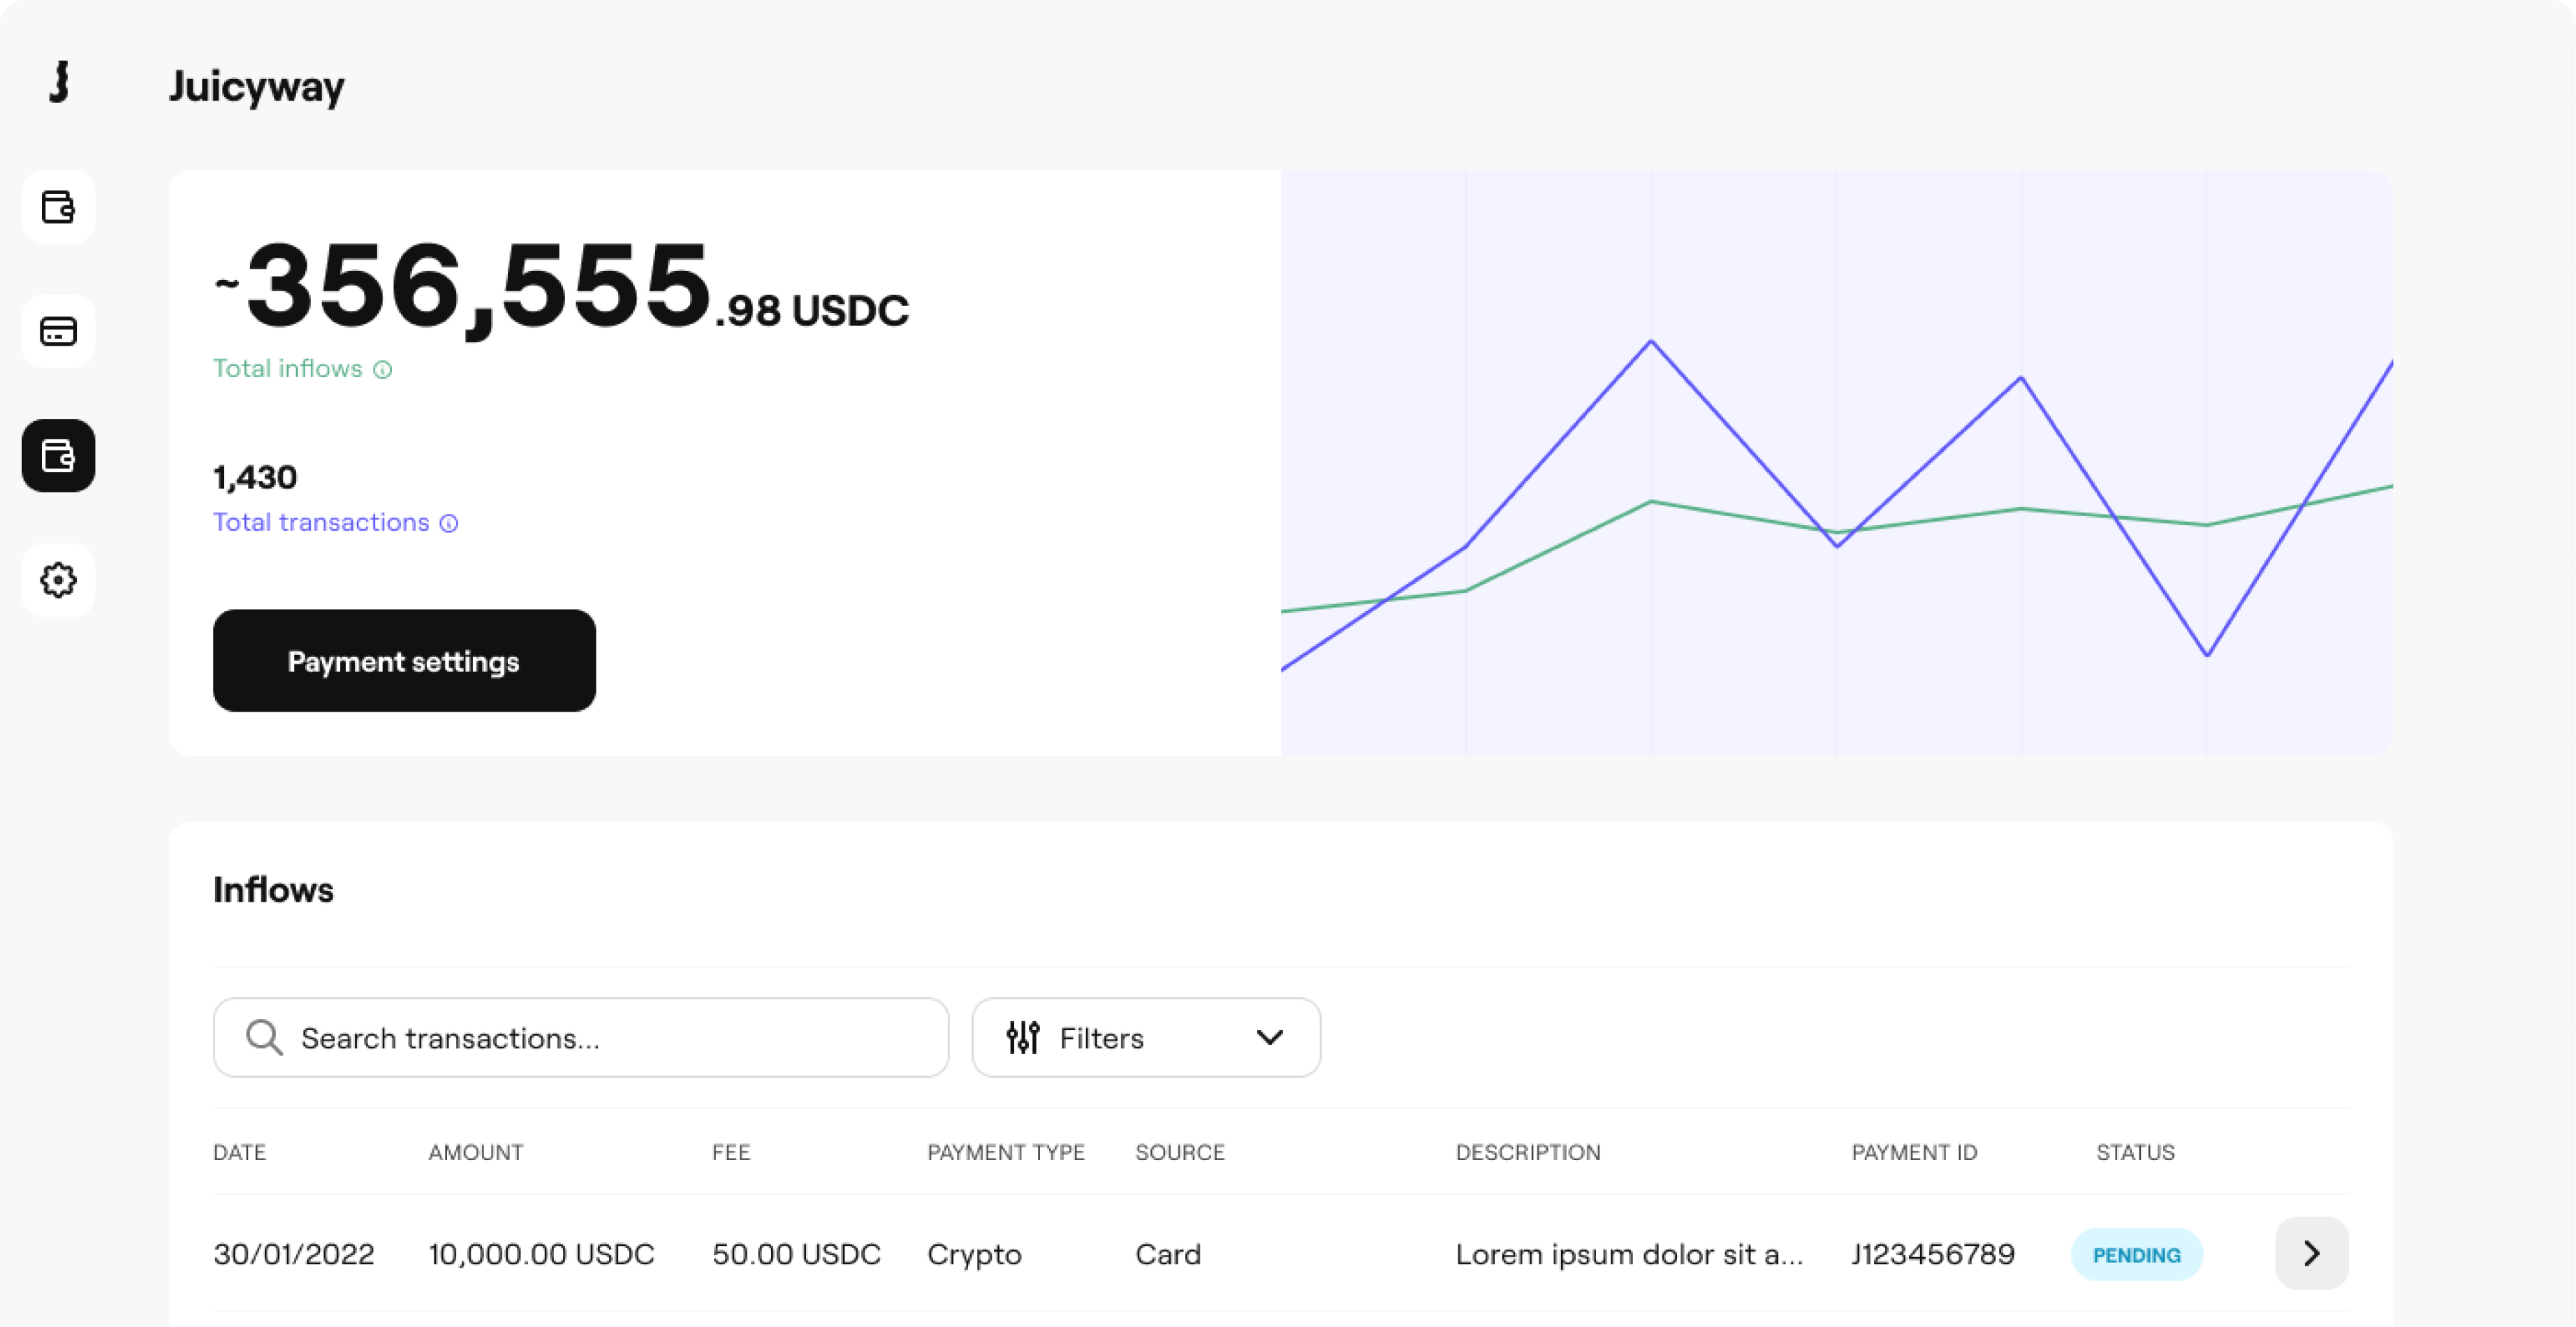 Juicyway
~356,555.98 USDC
Total inflows
1,430
Total transactions
Payment settings
Inflows
Search transactions...
Filters
DATE AMOUNT FEE PAYMENT TYPE SOURCE DESCRIPTION PAYMENT ID STATUS
30/01/2022 10,000.00 USDC 50.00 USDC Crypto Card Lorem ipsum dolor sit a... J123456789 PENDING